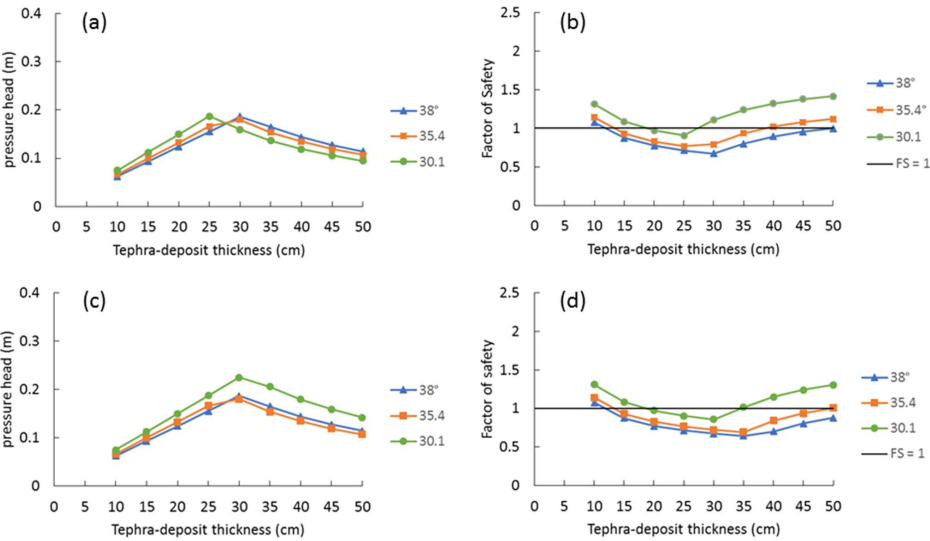 (a)
pressure head (m)
0.4
0.3
0.2
0.1
0
0 5 10 15 20 25 30 35 40 45 50
Tephra-deposit thickness (cm)
38°
35.4
30.1
(b)
Factor of Safety
2.5
2
1.5
1
0.5
0
0 5 10 15 20 25 30 35 40 45 50
Tephra-deposit thickness (cm)
38°
35.4°
30.1
FS = 1
(c)
pressure head (m)
0.4
0.3
0.2
0.1
0
0 5 10 15 20 25 30 35 40 45 50
Tephra-deposit thickness (cm)
38°
35.4
30.1
(d)
Factor of safety
2.5
2
1.5
1
0.5
0
0 5 10 15 20 25 30 35 40 45 50
Tephra-deposit thickness (cm)
38°
35.4
30.1
FS = 1